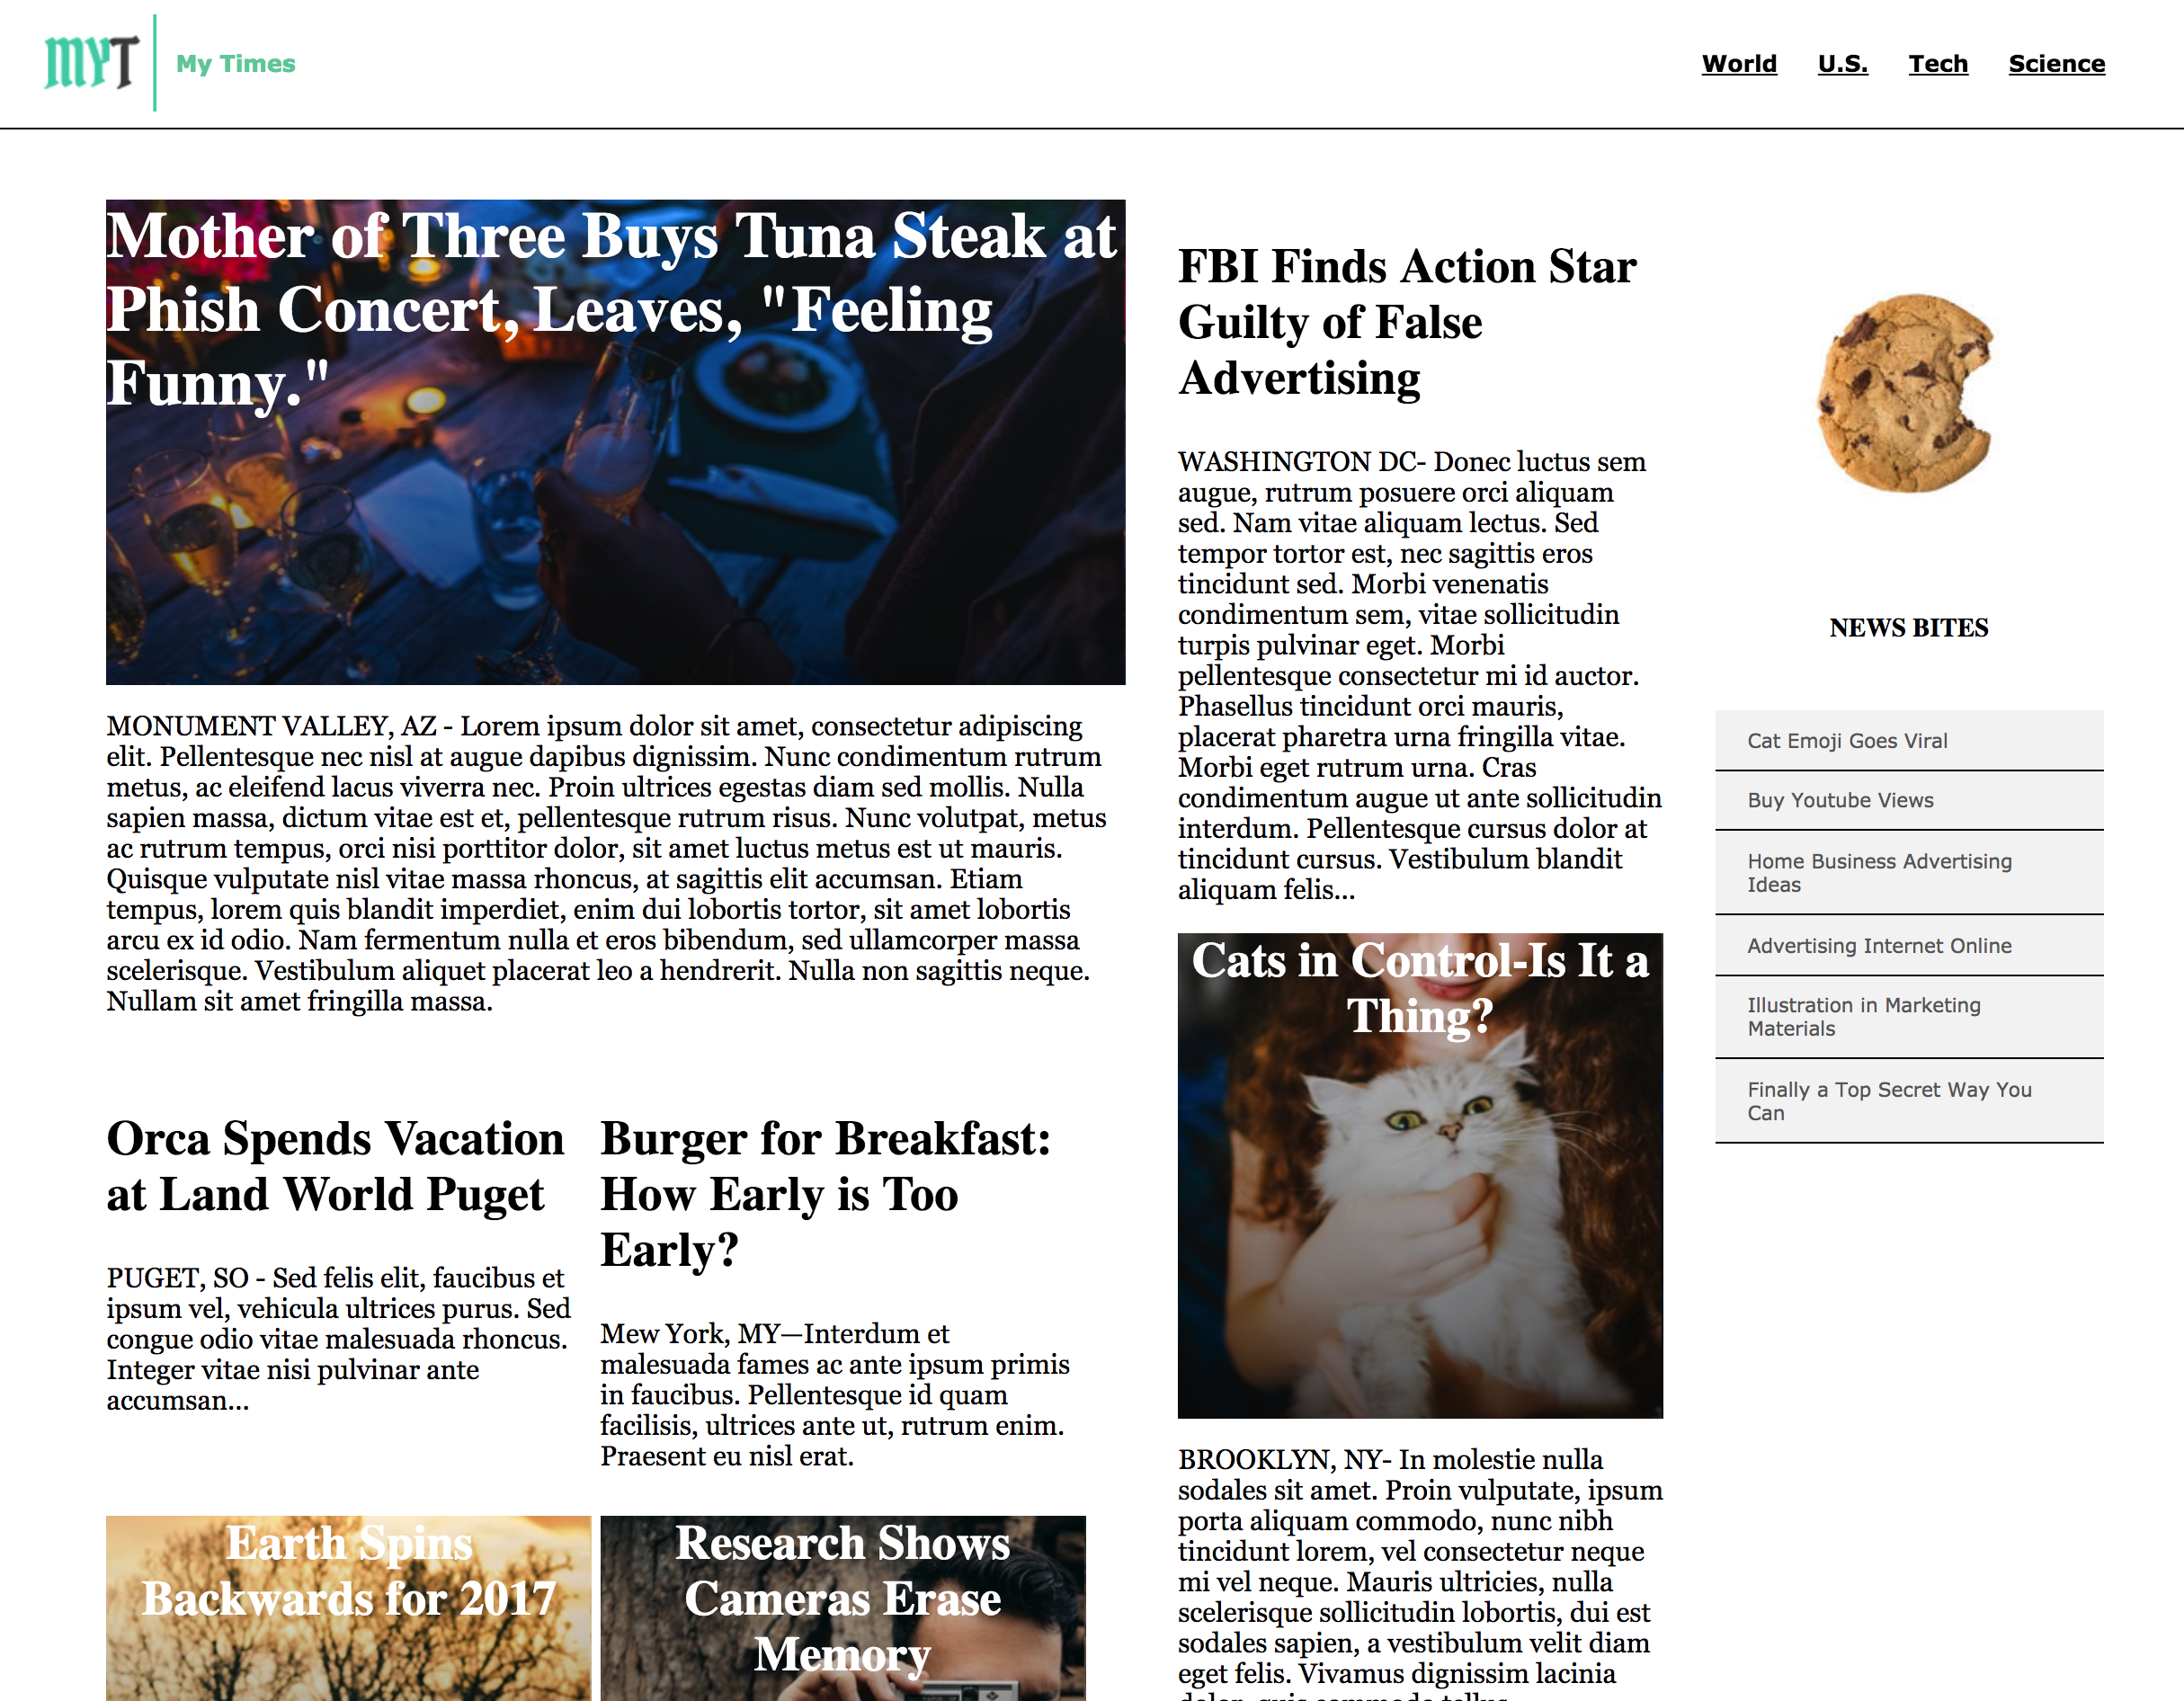 MYT
My Times
World
U.S.
Tech
Science
Mother of Three Buys Tuna Steak at
Phish Concert, Leaves, "Feeling
Funny."
MONUMENT VALLEY, AZ - Lorem ipsum dolor sit amet, consectetur adipiscing
elit. Pellentesque nec nisl at augue dapibus dignissim. Nunc condimentum rutrum
metus, ac eleifend lacus viverra nec. Proin ultrices egestas diam sed mollis. Nulla
sapien massa, dictum vitae est et, pellentesque rutrum risus. Nunc volutpat, metus
ac rutrum tempus, orci nisi porttitor dolor, sit amet luctus metus est ut mauris.
Quisque vulputate nisl vitae massa rhoncus, at sagittis elit accumsan. Etiam
tempus, lorem quis blandit imperdiet, enim dui lobortis tortor, sit amet lobortis
arcu ex id odio. Nam fermentum nulla et eros bibendum, sed ullamcorper massa
scelerisque. Vestibulum aliquet placerat leo a hendrerit. Nulla non sagittis neque.
Nullam sit amet fringilla massa.
Orca Spends Vacation
at Land World Puget
PUGET, SO - Sed felis elit, faucibus et
ipsum vel, vehicula ultrices purus. Sed
congue odio vitae malesuada rhoncus.
Integer vitae nisi pulvinar ante
accumsan...
Burger for Breakfast:
How Early is Too
Early?
Mew York, MY—Interdum et
malesuada fames ac ante ipsum primis
in faucibus. Pellentesque id quam
facilisis, ultrices ante ut, rutrum enim.
Praesent eu nisl erat.
Earth Spins
Backwards for 2017
Research Shows
Cameras Erase
Memory
FBI Finds Action Star
Guilty of False
Advertising
WASHINGTON DC- Donec luctus sem
augue, rutrum posuere orci aliquam
sed. Nam vitae aliquam lectus. Sed
tempor tortor est, nec sagittis eros
tincidunt sed. Morbi venenatis
condimentum sem, vitae sollicitudin
turpis pulvinar eget. Morbi
pellentesque consectetur mi id auctor.
Phasellus tincidunt orci mauris,
placerat pharetra urna fringilla vitae.
Morbi eget rutrum urna. Cras
condimentum augue ut ante sollicitudin
interdum. Pellentesque cursus dolor at
tincidunt cursus. Vestibulum blandit
aliquam felis...
Cats in Control-Is It a
Thing?
BROOKLYN, NY- In molestie nulla
sodales sit amet. Proin vulputate, ipsum
porta aliquam commodo, nunc nibh
tincidunt lorem, vel consectetur neque
mi vel neque. Mauris ultricies, nulla
scelerisque sollicitudin lobortis, dui est
sodales sapien, a vestibulum velit diam
eget felis. Vivamus dignissim lacinia
NEWS BITES
Cat Emoji Goes Viral
Buy Youtube Views
Home Business Advertising
Ideas
Advertising Internet Online
Illustration in Marketing
Materials
Finally a Top Secret Way You
Can